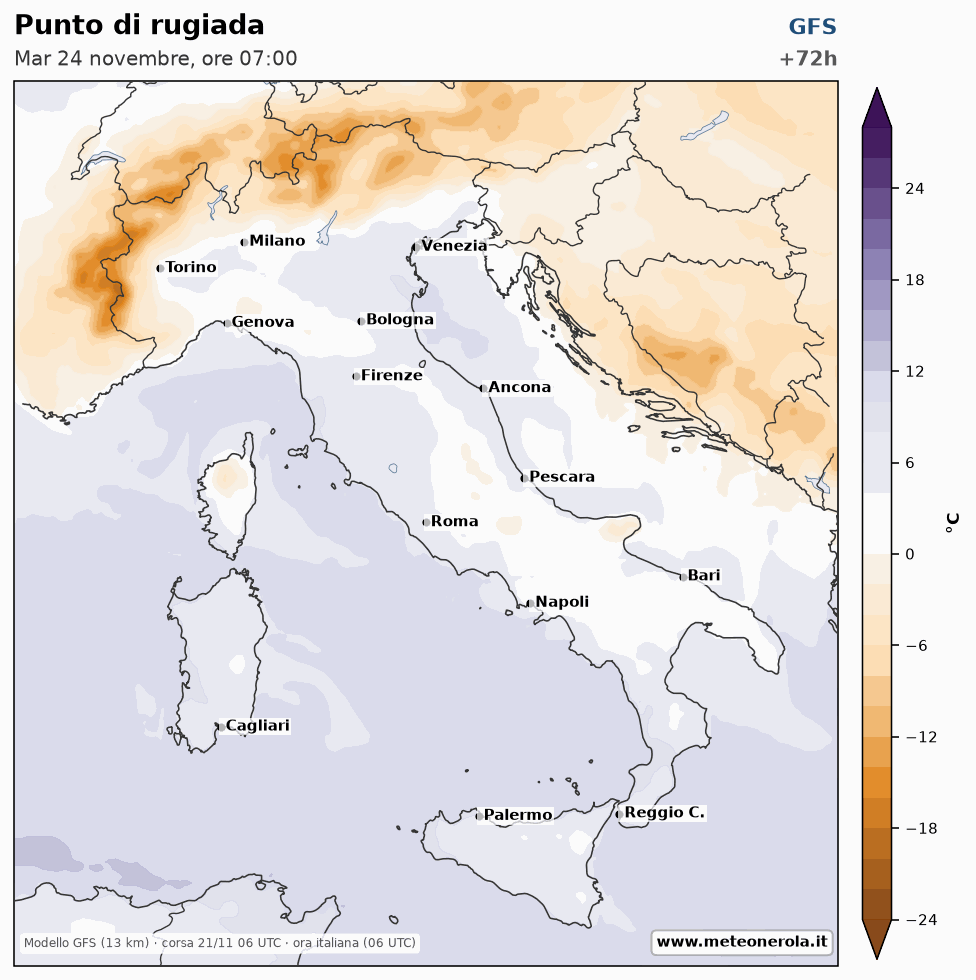 Punto di rugiada
GFS
Mar 24 novembre, ore 07:00
+72h
Milano
Venezia
Torino
Genova
Bologna
Firenze
Ancona
Pescara
Roma
Bari
Napoli
Cagliari
Palermo
Reggio C.
24
18
12
6
0
−6
−12
−18
−24
°C
Modello GFS (13 km) · corsa 21/11 06 UTC · ora italiana (06 UTC)
www.meteonerola.it